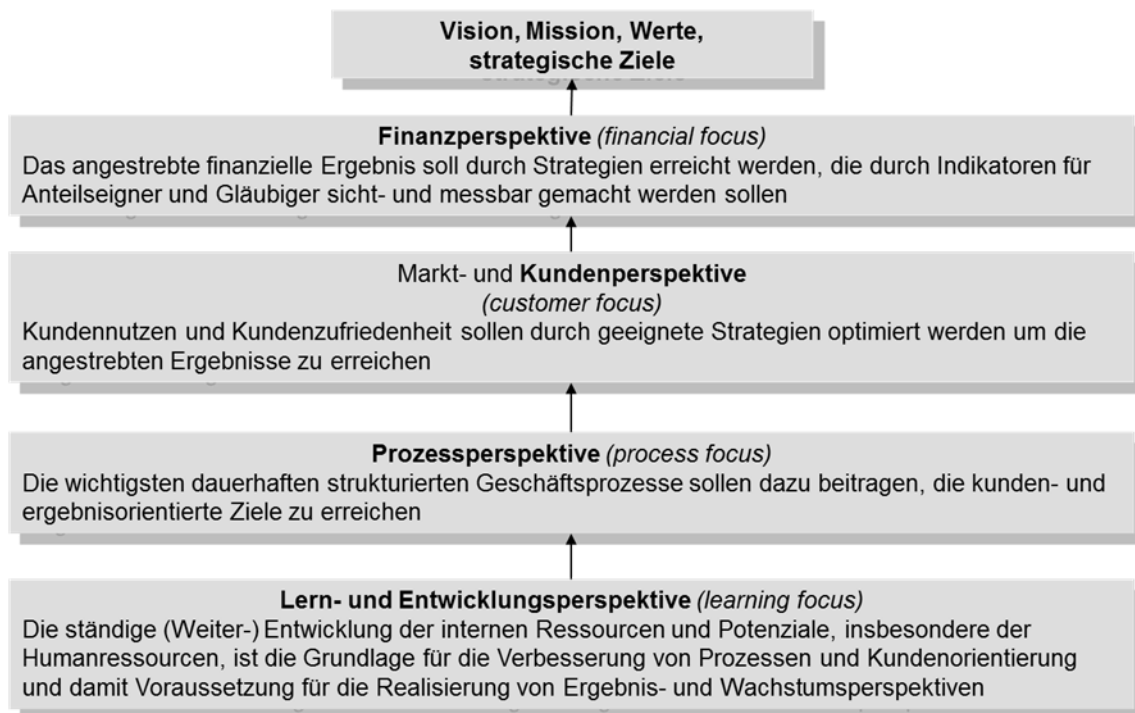 Vision, Mission, Werte,
strategische Ziele
Finanzperspektive (financial focus)
Das angestrebte finanzielle Ergebnis soll durch Strategien erreicht werden, die durch Indikatoren für
Anteilseigner und Gläubiger sicht- und messbar gemacht werden sollen
Markt- und Kundenperspektive
(customer focus)
Kundennutzen und Kundenzufriedenheit sollen durch geeignete Strategien optimiert werden um die
angestrebten Ergebnisse zu erreichen
Prozessperspektive (process focus)
Die wichtigsten dauerhaften strukturierten Geschäftsprozesse sollen dazu beitragen, die kunden- und
ergebnisorientierte Ziele zu erreichen
Lern- und Entwicklungsperspektive (learning focus)
Die ständige (Weiter-) Entwicklung der internen Ressourcen und Potenziale, insbesondere der
Humanressourcen, ist die Grundlage für die Verbesserung von Prozessen und Kundenorientierung
und damit Voraussetzung für die Realisierung von Ergebnis- und Wachstumsperspektiven